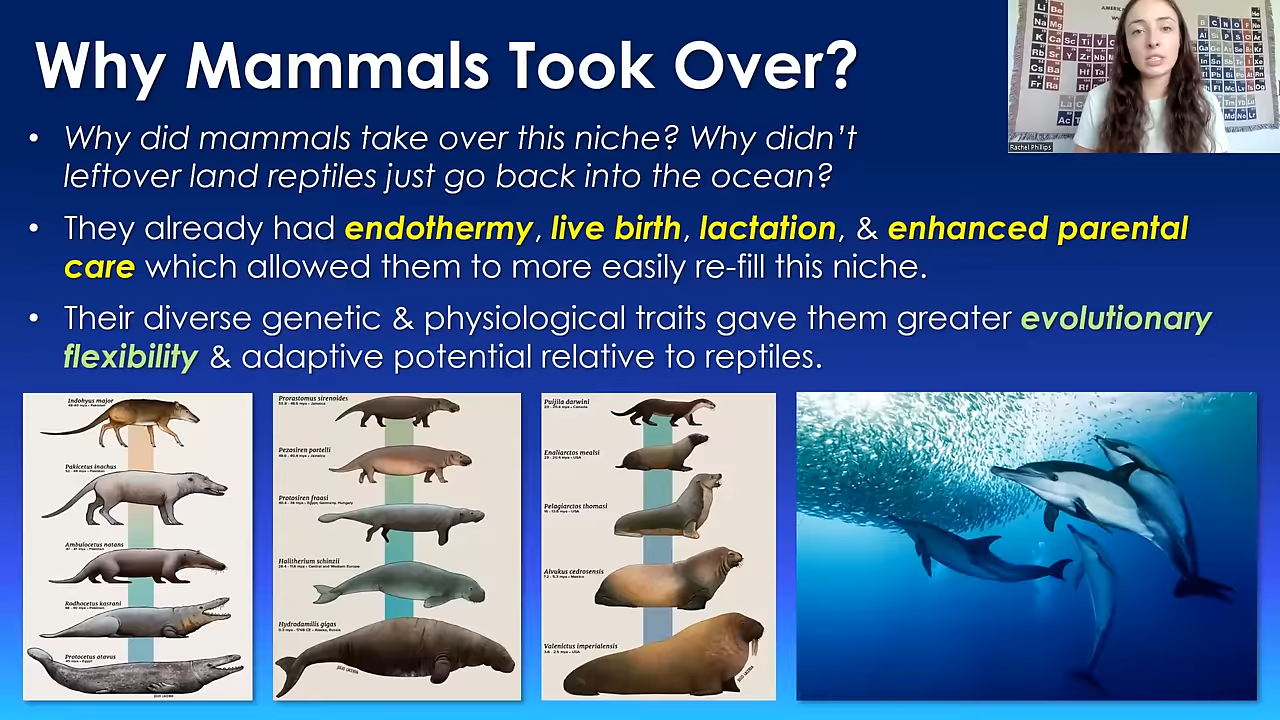 Why Mammals Took Over?
• Why did mammals take over this niche? Why didn't
leftover land reptiles just go back into the ocean?
• They already had endothermy, live birth, lactation, & enhanced parental
care which allowed them to more easily re-fill this niche.
• Their diverse genetic & physiological traits gave them greater evolutionary
flexibility & adaptive potential relative to reptiles.
Rachel Phillips
Indohyus major
Pakicetus inachus
Ambulocetus natans
Rodhocetus kasrani
Protocetus atavus
Prorastomus sirenoides
Pezosiren portelli
Protosiren fraasi
Halitherium schinzii
Hydrodamilis gigas
Puijila darwini
Enaliarctos mealsi
Pelagiarctos thomasi
Aivukus cedrosensis
Valenictus imperialensis